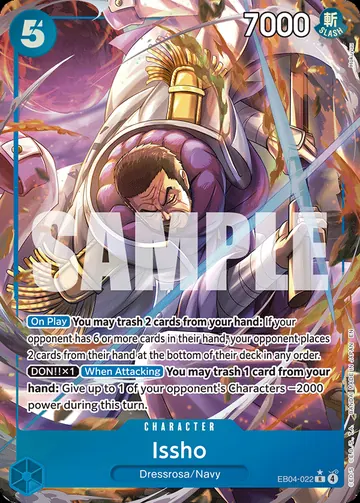 5
7000
斬
SLASH
SAMPLE
On Play You may trash 2 cards from your hand: If your
opponent has 6 or more cards in their hand, your opponent places
2 cards from their hand at the bottom of their deck in any order.
DON!!×1 When Attacking You may trash 1 card from your
hand: Give up to 1 of your opponent's Characters −2000
power during this turn.
CHARACTER
Issho
Dressrosa/Navy
EB04-022 R 4